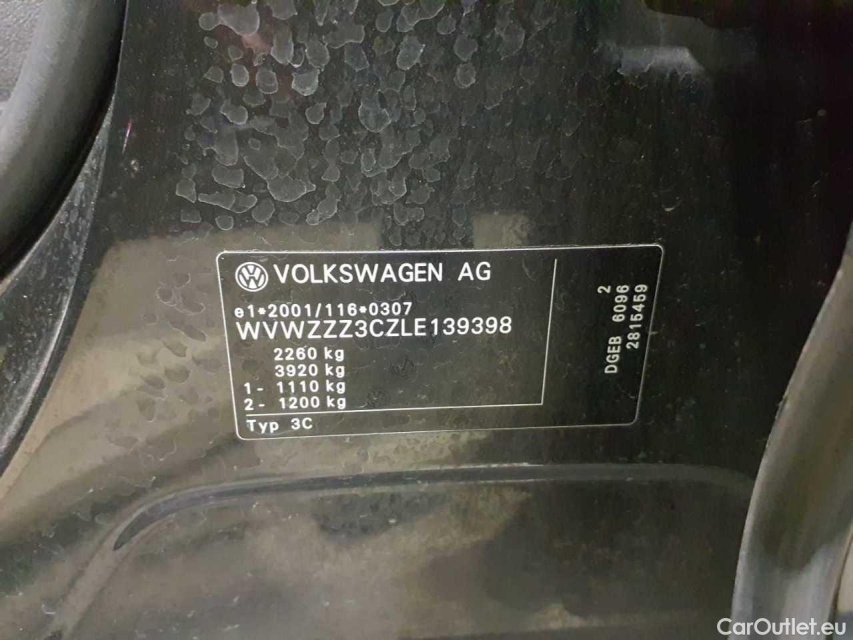 VOLKSWAGEN AG
e1*2001/116*0307
WVWZZZ3CZLE139398
2260 kg
3920 kg
1 - 1110 kg
2 - 1200 kg
Typ 3C
2
DGEB 6096
2815459
CarOutlet.eu